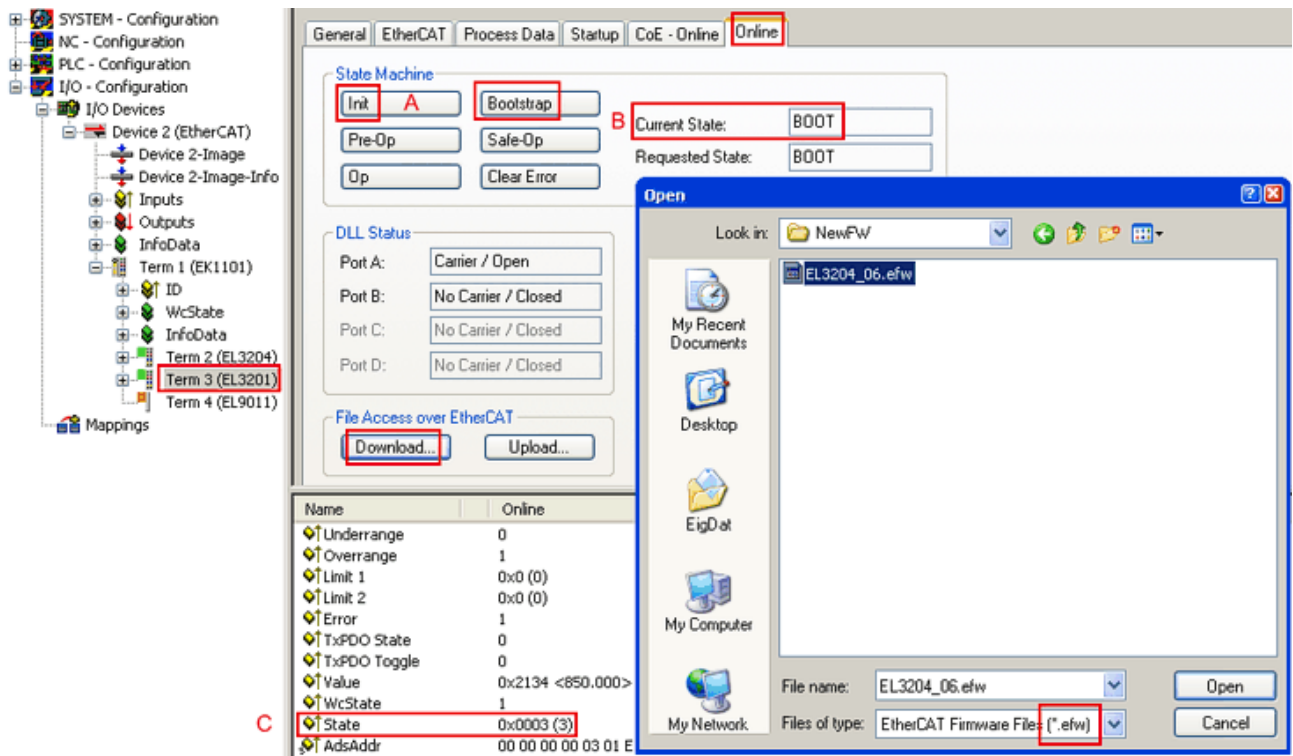 SYSTEM - Configuration
NC - Configuration
PLC - Configuration
I/O - Configuration
I/O Devices
Device 2 (EtherCAT)
Device 2-Image
Device 2-Image-Info
Inputs
Outputs
InfoData
Term 1 (EK1101)
ID
WcState
InfoData
Term 2 (EL3204)
Term 3 (EL3201)
Term 4 (EL9011)
Mappings
General EtherCAT Process Data Startup CoE - Online Online
State Machine
Init A Bootstrap
Pre-Op Safe-Op
Op Clear Error
B Current State: BOOT
Requested State: BOOT
DLL Status
Port A: Carrier / Open
Port B: No Carrier / Closed
Port C: No Carrier / Closed
Port D: No Carrier / Closed
File Access over EtherCAT
Download... Upload...
Name Online
Underrange 0
Overrange 1
Limit 1 0x0 (0)
Limit 2 0x0 (0)
Error 1
TxPDO State 0
TxPDO Toggle 0
Value 0x2134 <850.000>
WcState 1
C State 0x0003 (3)
AdsAddr 00 00 00 00 03 01 E
Open
Look in: NewFW
EL3204_06.efw
My Recent
Documents
Desktop
EigDat
My Computer
My Network
File name: EL3204_06.efw Open
Files of type: EtherCAT Firmware Files (*.efw) Cancel